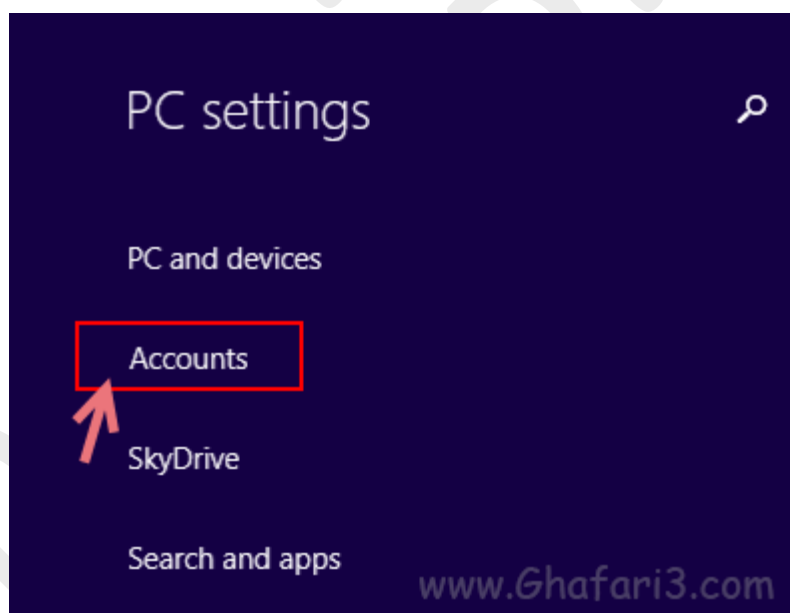 PC settings
PC and devices
Accounts
SkyDrive
Search and apps
www.Ghafari3.com